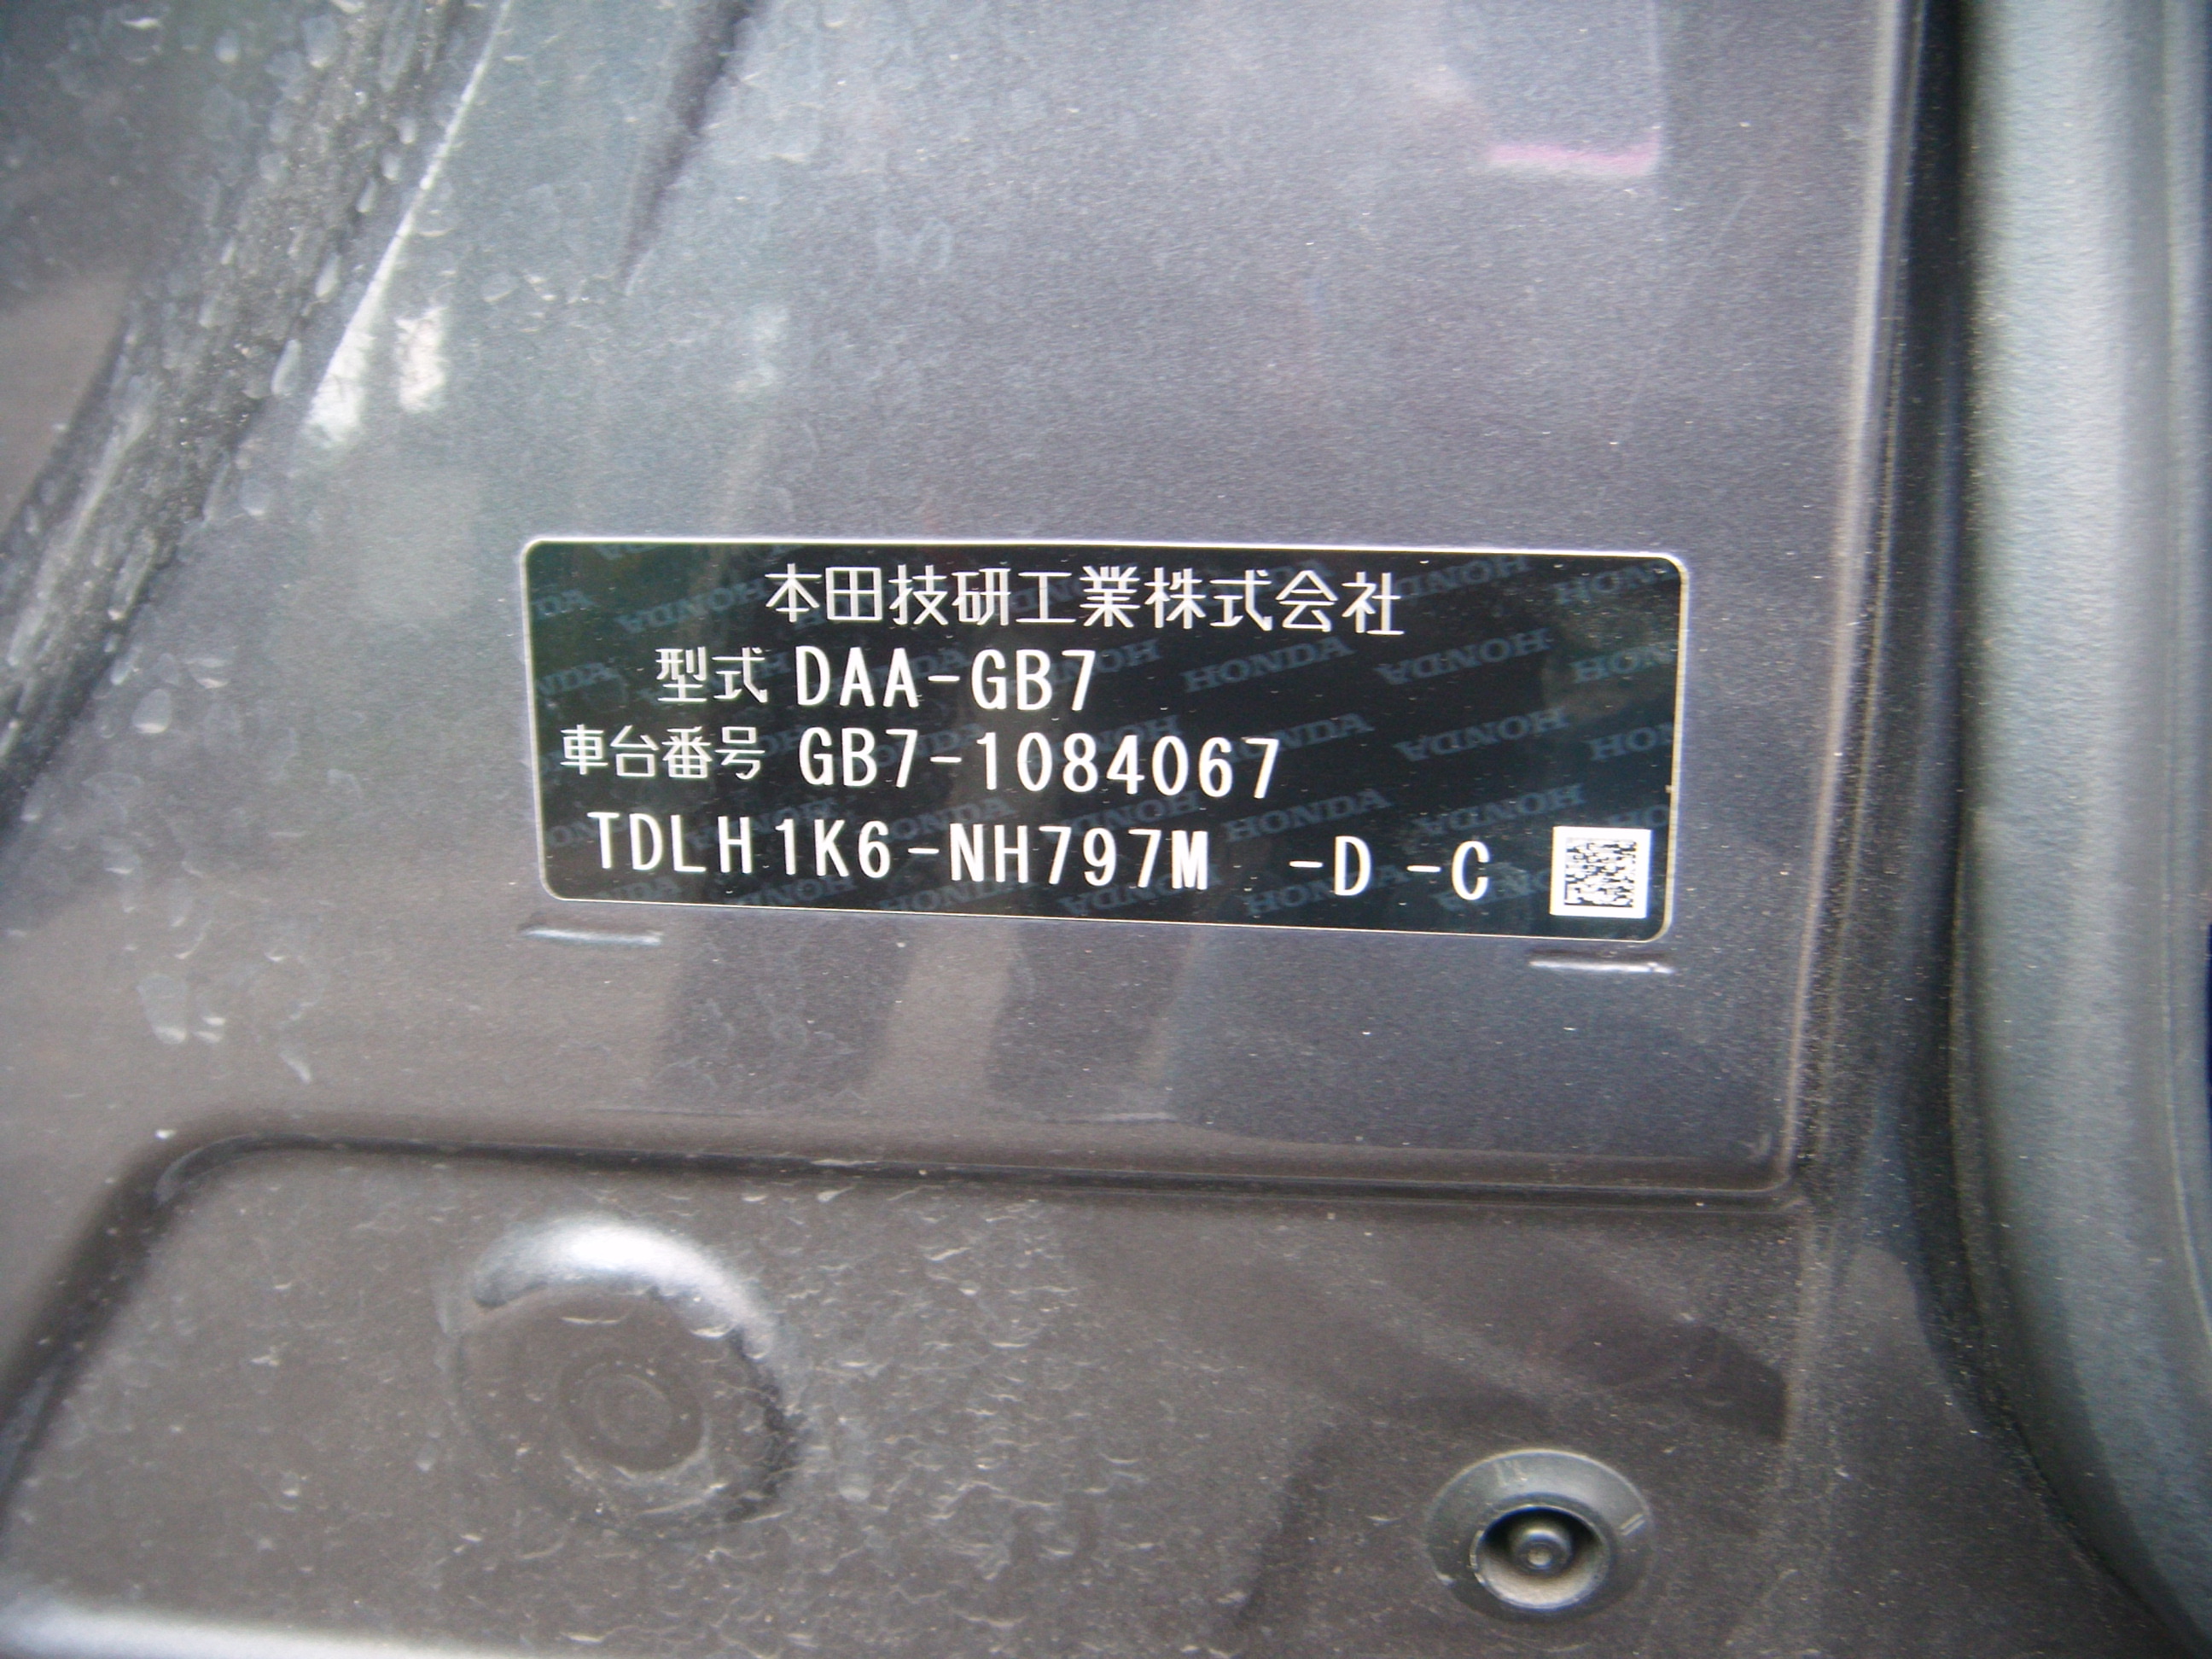 本田技研工業株式会社
型式 DAA-GB7
車台番号 GB7-1084067
TDLH1K6-NH797M -D -C